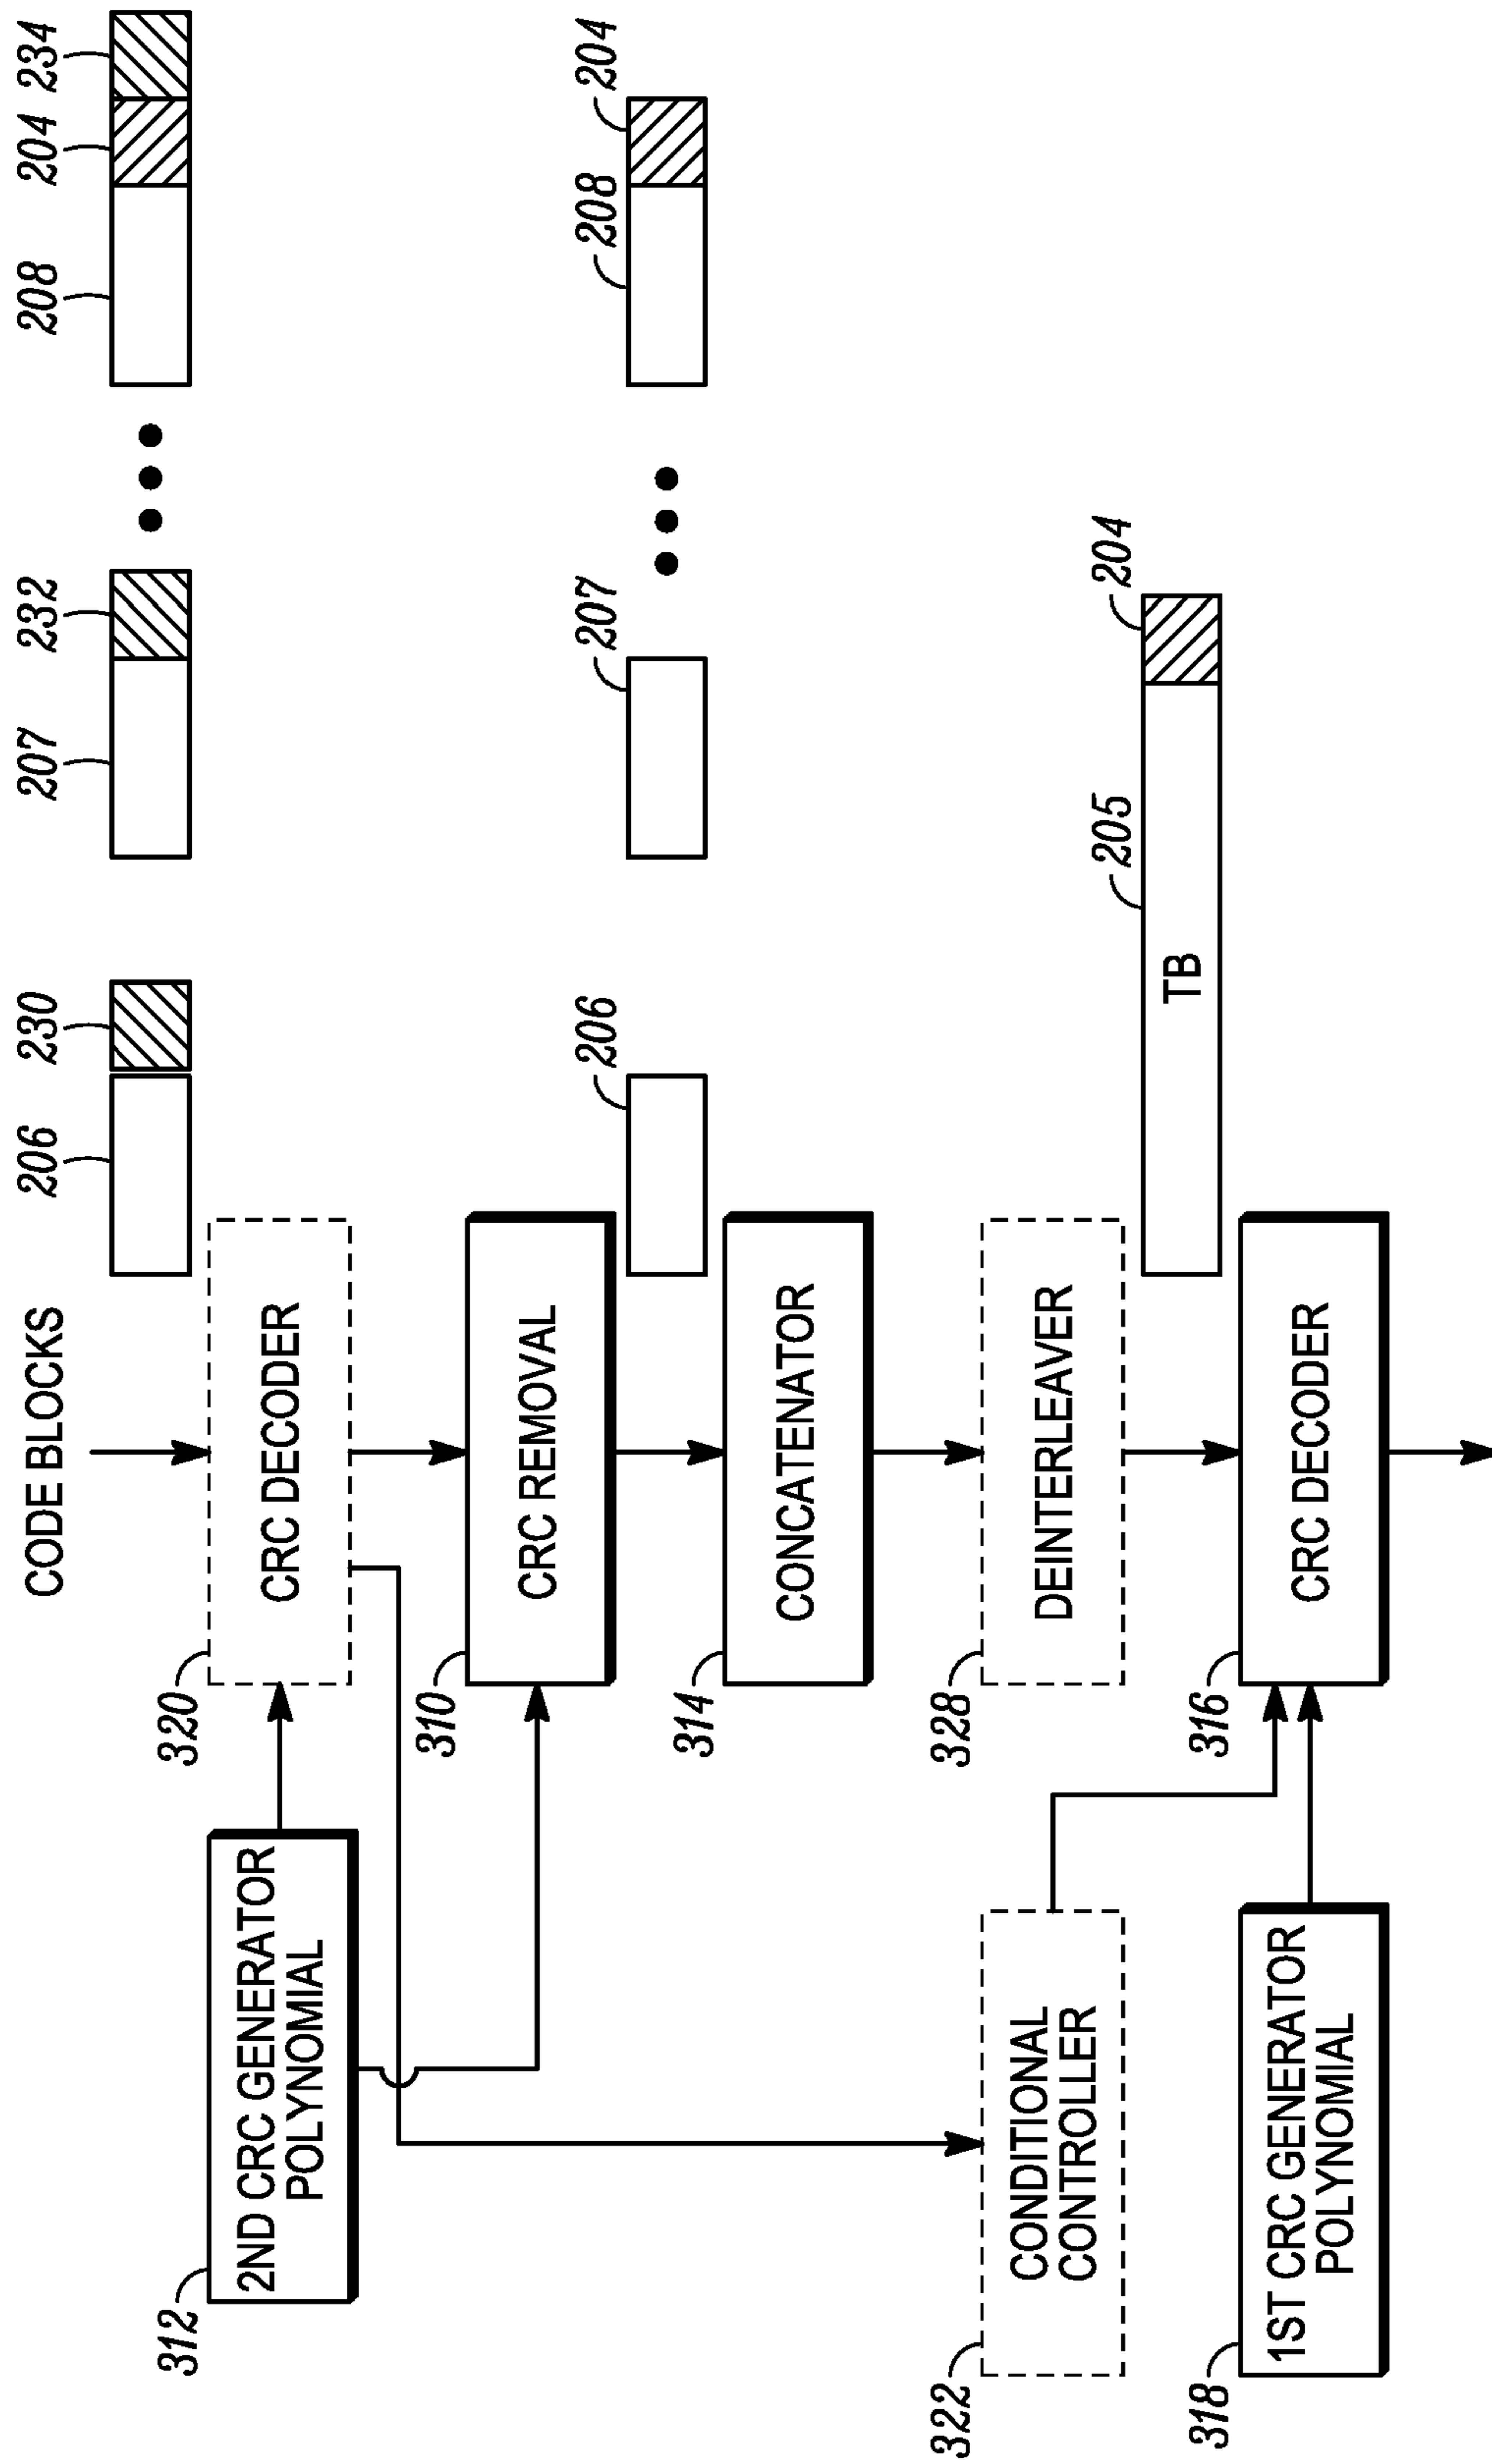 CODE BLOCKS
206
230
207
232
208
204
234
312
2ND CRC GENERATOR
POLYNOMIAL
320
CRC DECODER
310
CRC REMOVAL
206
207
208
204
314
CONCATENATOR
322
CONDITIONAL
CONTROLLER
328
DEINTERLEAVER
205
204
TB
318
1ST CRC GENERATOR
POLYNOMIAL
316
CRC DECODER